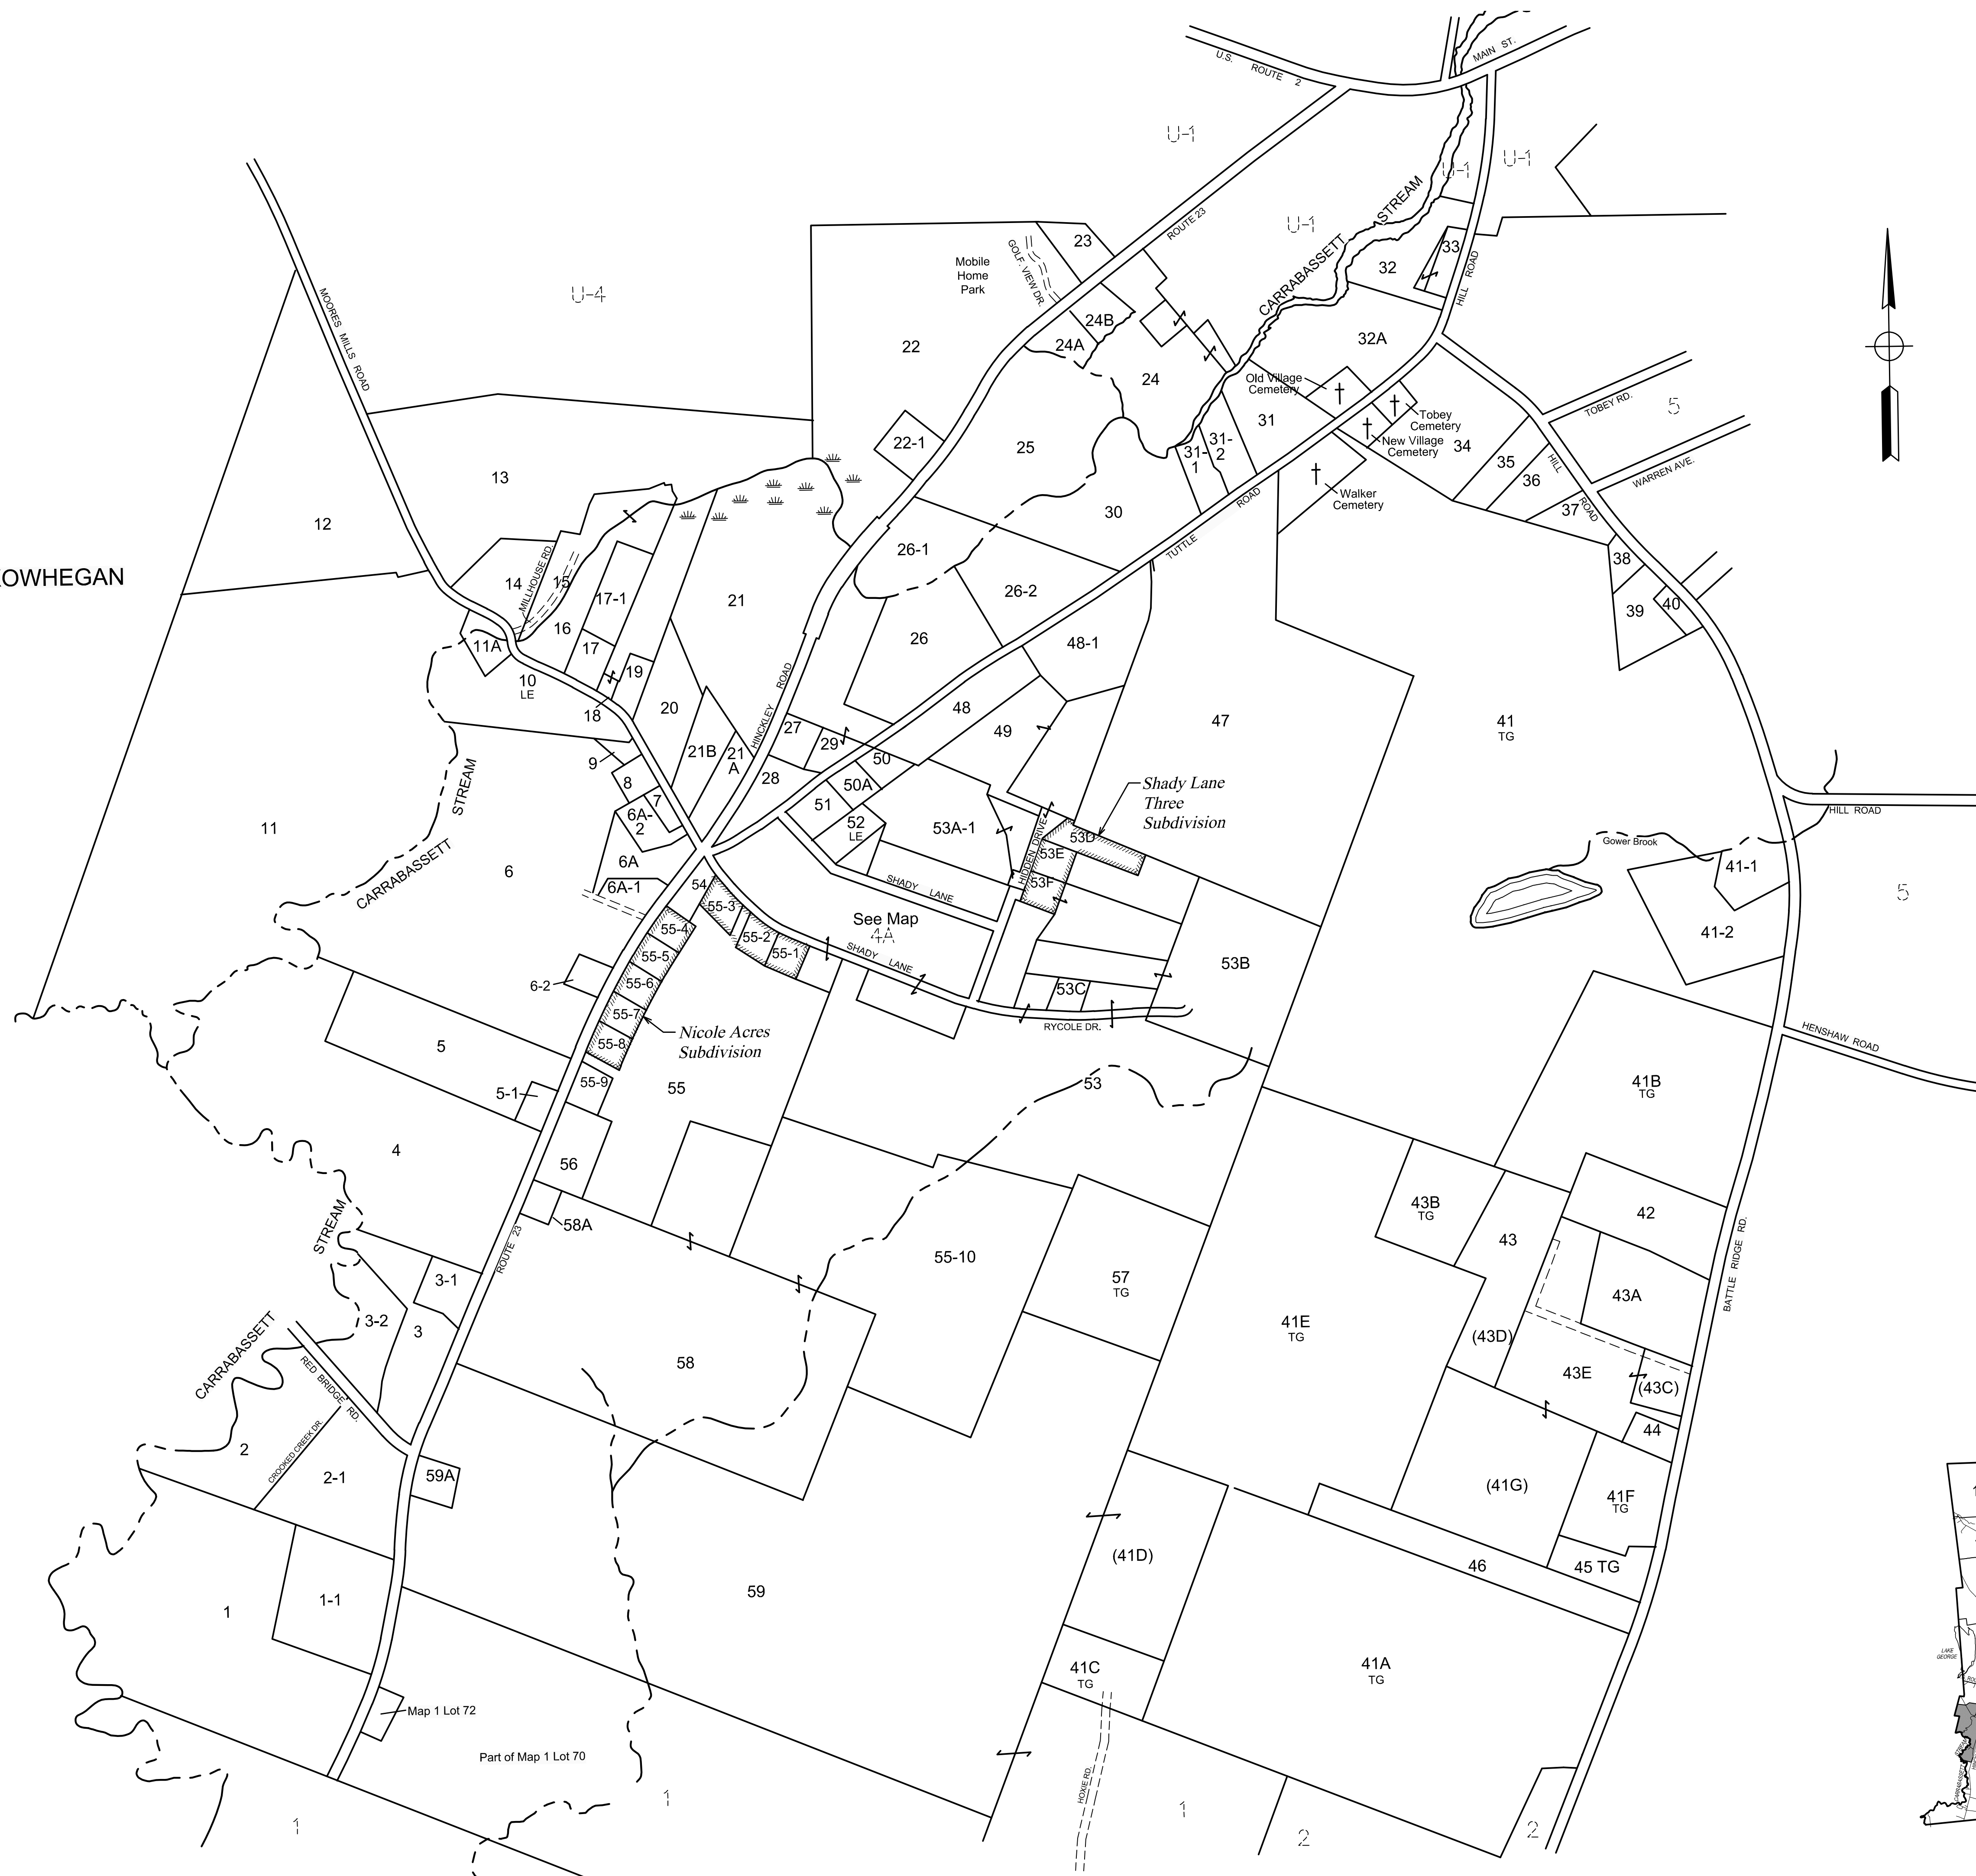 U.S. ROUTE 2
MAIN ST.
U-1
U-1
U-1
U-1
U-4
CARRABASSETT STREAM
ROUTE 23
HILL ROAD
MOORES MILLS ROAD
GOLF VIEW DR.
Mobile
Home
Park
23
33
32
24B
24A
22
32A
24
Old Village
Cemetery
Tobey
Cemetery
New Village
Cemetery
TOBEY RD.
5
31
22-1
25
31-
2
31-
1
34
35
36
37
HILL ROAD
WARREN AVE.
Walker
Cemetery
13
12
30
TUTTLE ROAD
26-1
38
39
40
OWHEGAN
14
MILLHOUSE RD.
15
17-1
16
17
21
26-2
26
48-1
11A
10
LE
18
19
20
HINCKLEY ROAD
48
49
47
41
TG
27
29
50
21B
21
A
28
50A
51
52
LE
9
8
7
6A-
2
6A
6A-1
CARRABASSETT STREAM
11
6
53A-1
HIDDEN DRIVE
Shady Lane
Three
Subdivision
53D
53E
53F
HILL ROAD
Gower Brook
41-1
41-2
5
SHADY LANE
See Map
4A
SHADY LANE
54
55-3
55-2
55-1
55-4
55-5
55-6
55-7
55-8
55-9
6-2
Nicole Acres
Subdivision
53B
53C
RYCOLE DR.
HENSHAW ROAD
5
5-1
55
53
41B
TG
4
56
58A
43B
TG
43
42
STREAM
ROUTE 23
55-10
57
TG
BATTLE RIDGE RD.
3-1
3-2
3
41E
TG
43A
(43D)
43E
(43C)
44
CARRABASSETT
RED BRIDGE RD.
58
2
CROOKED CREEK DR.
2-1
59A
(41G)
41F
TG
(41D)
46
45 TG
1
1-1
59
41C
TG
41A
TG
LAKE
GEORGE
Map 1 Lot 72
Part of Map 1 Lot 70
HOXIE RD.
1
1
1
2
2